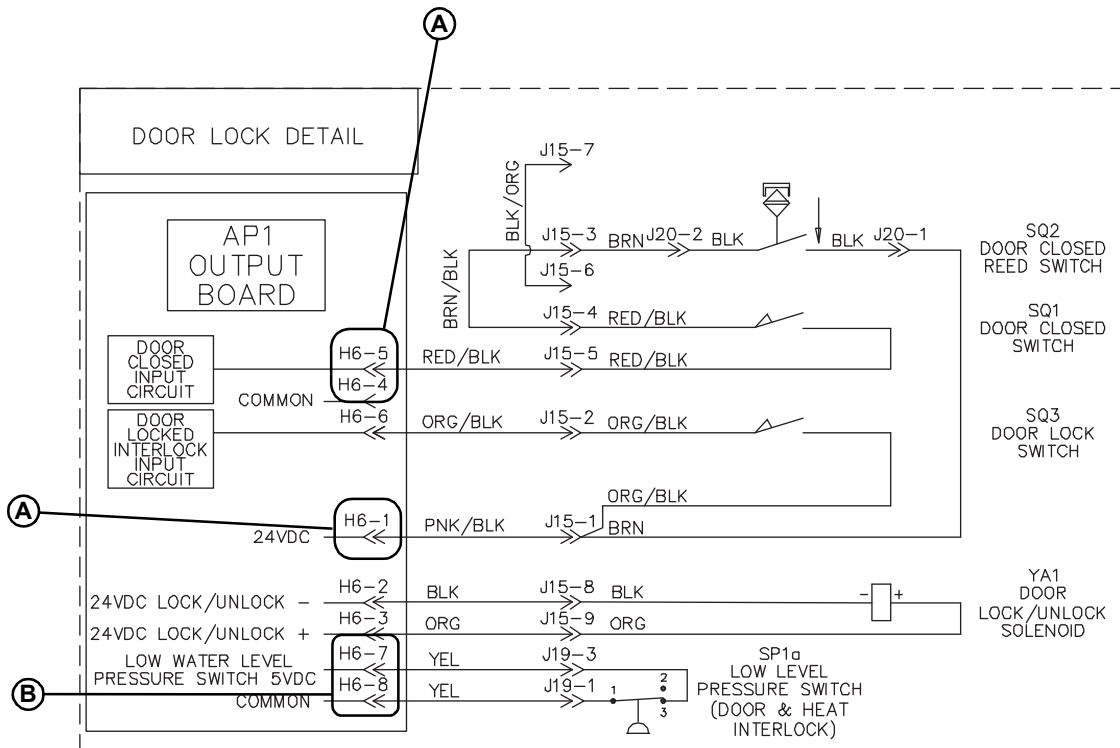 A
DOOR LOCK DETAIL
AP1
OUTPUT
BOARD
BLK/ORG
J15-7
J15-3
BRN
J20-2
BLK
BLK
J20-1
SQ2
DOOR CLOSED
REED SWITCH
J15-6
BRN/BLK
J15-4
RED/BLK
SQ1
DOOR CLOSED
SWITCH
DOOR
CLOSED
INPUT
CIRCUIT
H6-5
RED/BLK
J15-5
RED/BLK
COMMON
H6-4
DOOR
LOCKED
INTERLOCK
INPUT
CIRCUIT
H6-6
ORG/BLK
J15-2
ORG/BLK
SQ3
DOOR LOCK
SWITCH
ORG/BLK
A
24VDC
H6-1
PNK/BLK
J15-1
BRN
24VDC LOCK/UNLOCK -
H6-2
BLK
J15-8
BLK
- +
YA1
DOOR
LOCK/UNLOCK
SOLENOID
24VDC LOCK/UNLOCK +
H6-3
ORG
J15-9
ORG
LOW WATER LEVEL
PRESSURE SWITCH 5VDC
H6-7
YEL
J19-3
B
COMMON
H6-8
YEL
J19-1
1
2
3
SP1a
LOW LEVEL
PRESSURE SWITCH
(DOOR & HEAT
INTERLOCK)